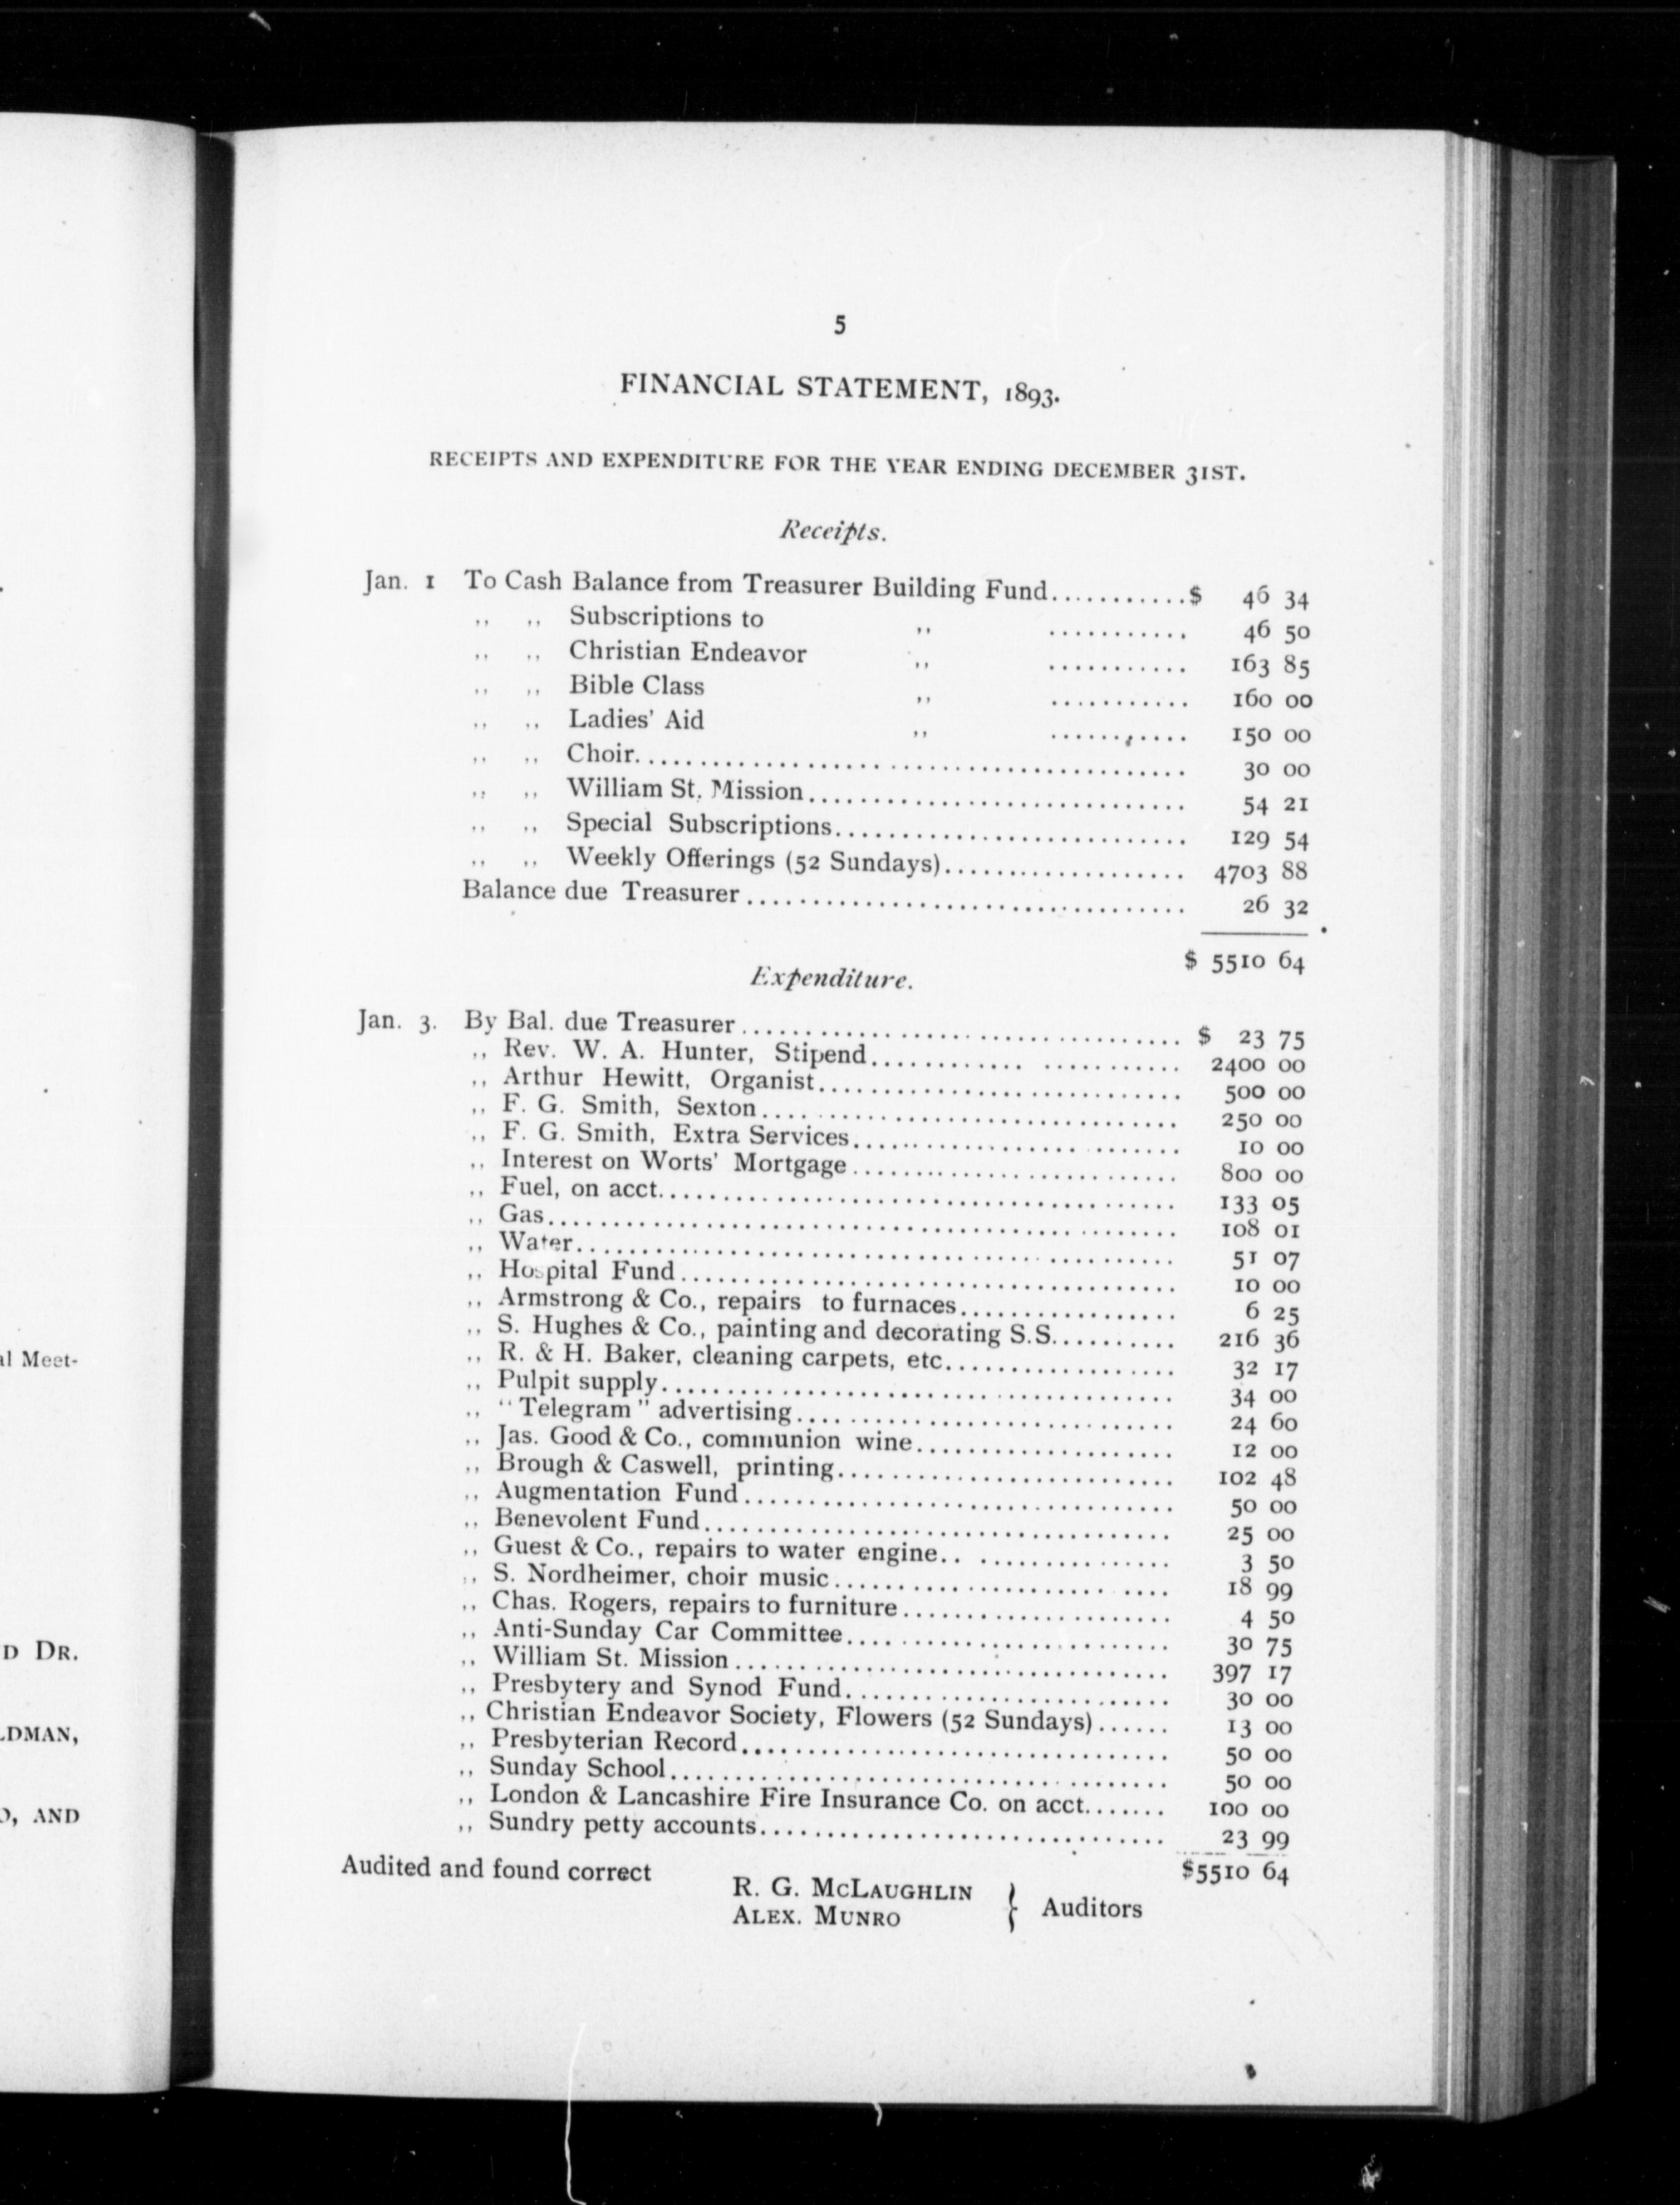 al Meet-
D DR.
LDMAN,
O, AND
5
FINANCIAL STATEMENT, 1893.
RECEIPTS AND EXPENDITURE FOR THE YEAR ENDING DECEMBER 31ST.
Receipts.
Jan. 1 To Cash Balance from Treasurer Building Fund...........$ 46 34
,, ,, Subscriptions to ,, ........... 46 50
,, ,, Christian Endeavor ,, ........... 163 85
,, ,, Bible Class ,, ........... 160 00
,, ,, Ladies' Aid ,, ........... 150 00
,, ,, Choir........................................... 30 00
,, ,, William St. Mission............................. 54 21
,, ,, Special Subscriptions........................... 129 54
,, ,, Weekly Offerings (52 Sundays)................... 4703 88
Balance due Treasurer.................................. 26 32
$ 5510 64
Expenditure.
Jan. 3. By Bal. due Treasurer.................................. $ 23 75
,, Rev. W. A. Hunter, Stipend............ ........... 2400 00
,, Arthur Hewitt, Organist............................ 500 00
,, F. G. Smith, Sexton................................ 250 00
,, F. G. Smith, Extra Services......................... 10 00
,, Interest on Worts' Mortgage......................... 800 00
,, Fuel, on acct........................................ 133 05
,, Gas................................................ 108 01
,, Water.............................................. 51 07
,, Hospital Fund...................................... 10 00
,, Armstrong & Co., repairs to furnaces................. 6 25
,, S. Hughes & Co., painting and decorating S.S.......... 216 36
,, R. & H. Baker, cleaning carpets, etc.................. 32 17
,, Pulpit supply....................................... 34 00
,, "Telegram" advertising............................. 24 60
,, Jas. Good & Co., communion wine.................... 12 00
,, Brough & Caswell, printing.......................... 102 48
,, Augmentation Fund................................. 50 00
,, Benevolent Fund.................................... 25 00
,, Guest & Co., repairs to water engine.. ............... 3 50
,, S. Nordheimer, choir music.......................... 18 99
,, Chas. Rogers, repairs to furniture.................... 4 50
,, Anti-Sunday Car Committee......................... 30 75
,, William St. Mission................................. 397 17
,, Presbytery and Synod Fund......................... 30 00
,, Christian Endeavor Society, Flowers (52 Sundays)...... 13 00
,, Presbyterian Record................................. 50 00
,, Sunday School...................................... 50 00
,, London & Lancashire Fire Insurance Co. on acct....... 100 00
,, Sundry petty accounts............................... 23 99
Audited and found correct $5510 64
R. G. MCLAUGHLIN
ALEX. MUNRO } Auditors